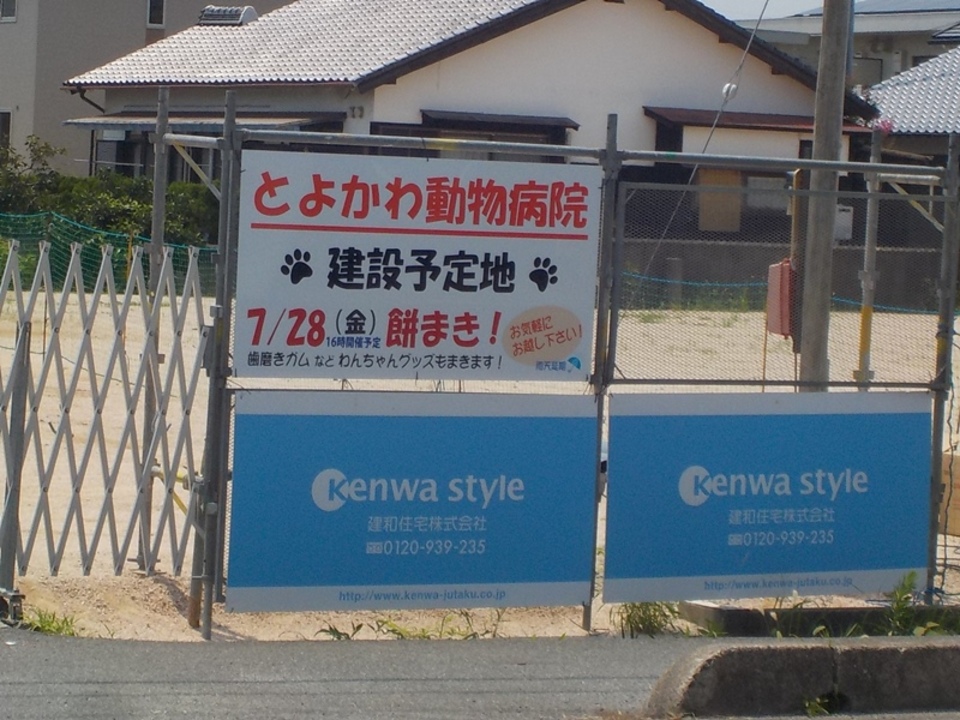 とよかわ動物病院
建設予定地
7/28(金)餅まき!
16時開催予定
お気軽に
お越し下さい!
歯磨きガム など わんちゃんグッズもまきます!
雨天延期
Kenwa style
建和住宅株式会社
0120-939-235
http://www.kenwa-jutaku.co.jp
Kenwa style
建和住宅株式会社
0120-939-235
http://www.kenwa-jutaku.co.jp